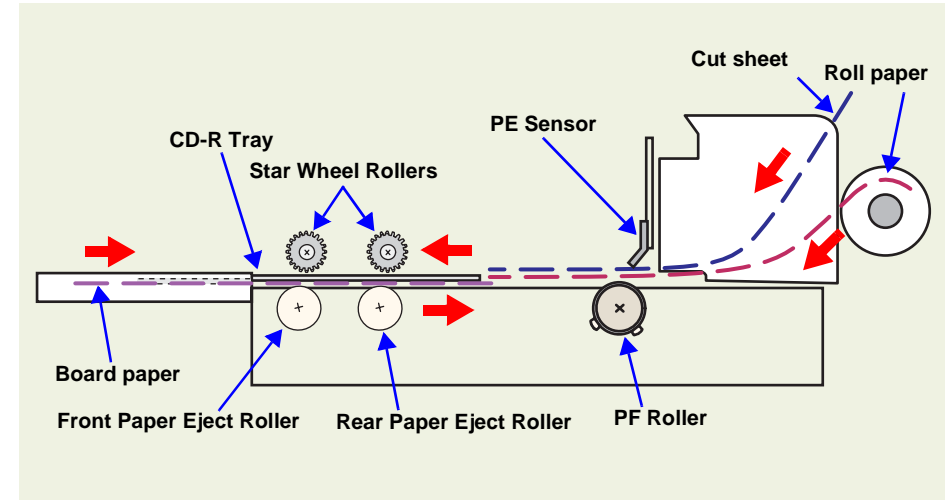 Cut sheet
Roll paper
PE Sensor
CD-R Tray
Star Wheel Rollers
Board paper
Front Paper Eject Roller
Rear Paper Eject Roller
PF Roller